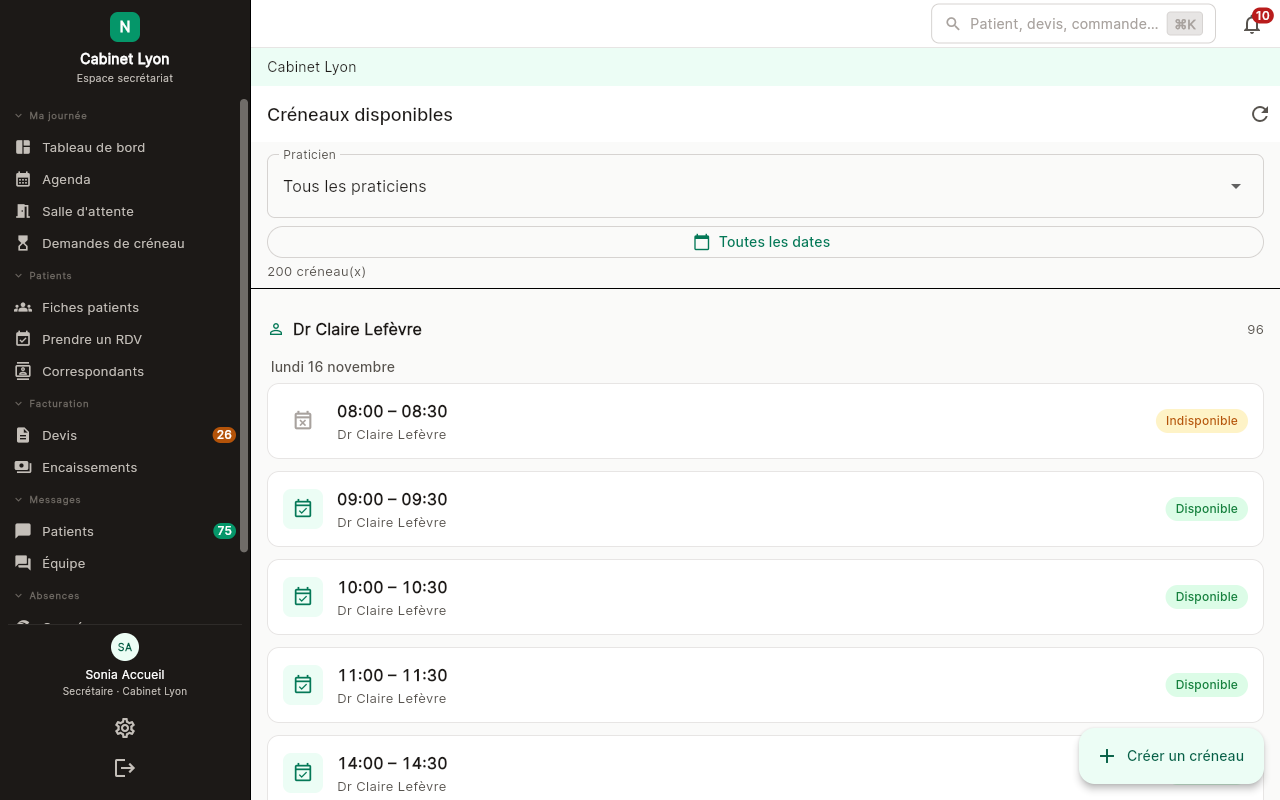 N
Cabinet Lyon
Espace secrétariat
Ma journée
Tableau de bord
Agenda
Salle d'attente
Demandes de créneau
Patients
Fiches patients
Prendre un RDV
Correspondants
Facturation
Devis 26
Encaissements
Messages
Patients 75
Équipe
Absences
SA
Sonia Accueil
Secrétaire · Cabinet Lyon
Patient, devis, commande... ⌘K
10
Cabinet Lyon
Créneaux disponibles
Praticien
Tous les praticiens
Toutes les dates
200 créneau(x)
Dr Claire Lefèvre 96
lundi 16 novembre
08:00 – 08:30
Dr Claire Lefèvre
Indisponible
09:00 – 09:30
Dr Claire Lefèvre
Disponible
10:00 – 10:30
Dr Claire Lefèvre
Disponible
11:00 – 11:30
Dr Claire Lefèvre
Disponible
14:00 – 14:30
Dr Claire Lefèvre
Créer un créneau